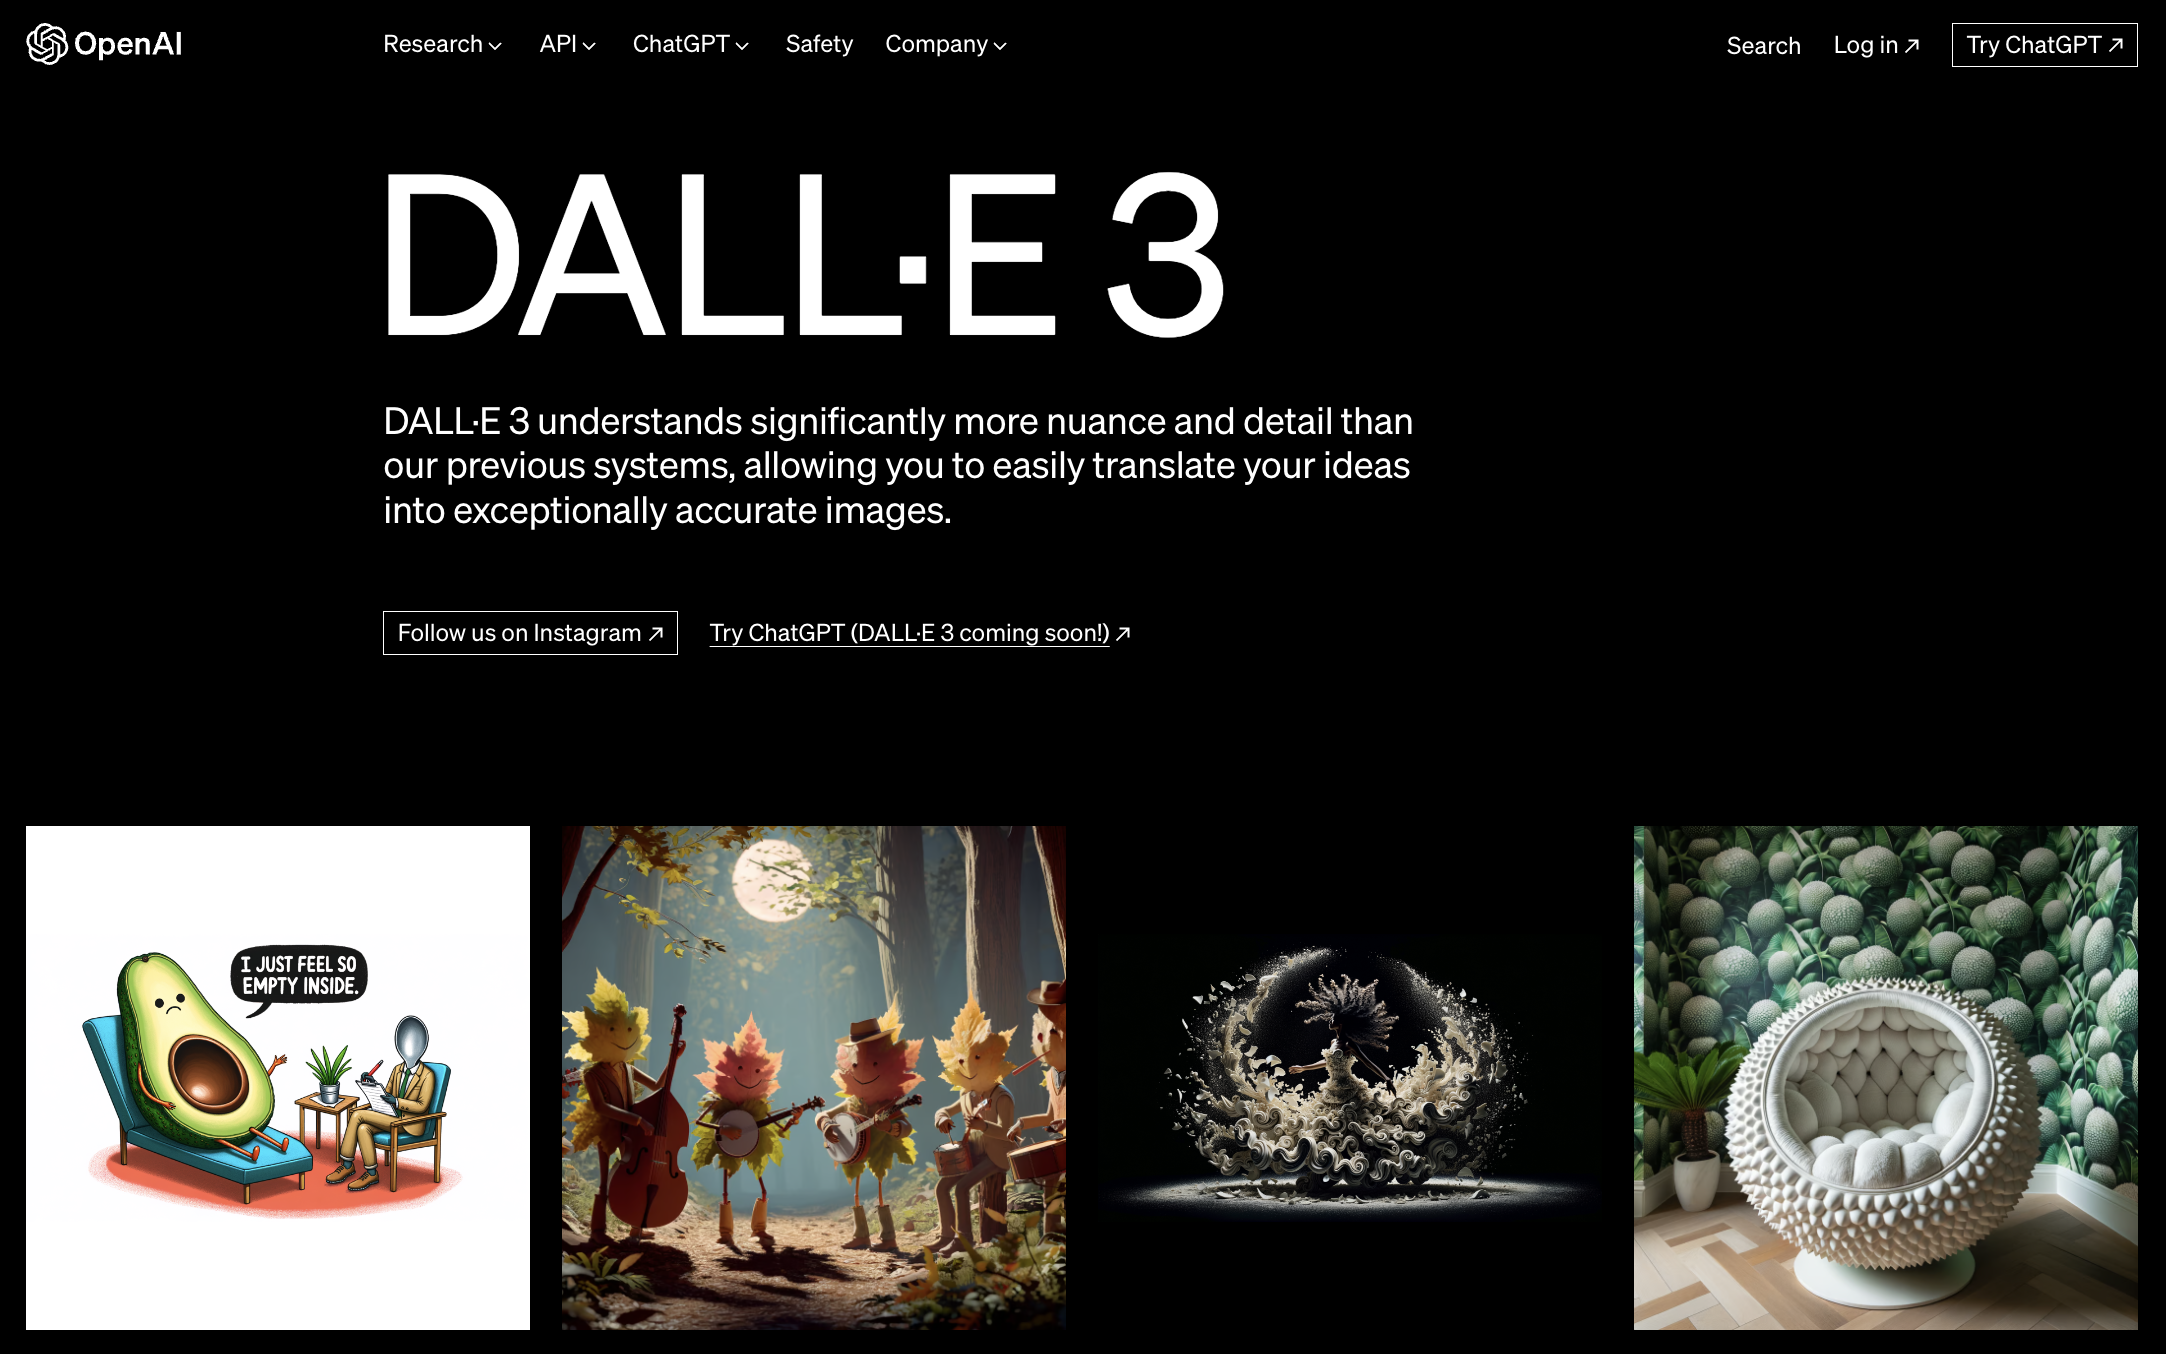 OpenAI
Research
API
ChatGPT
Safety
Company
Search
Log in
Try ChatGPT
DALL·E 3
DALL·E 3 understands significantly more nuance and detail than
our previous systems, allowing you to easily translate your ideas
into exceptionally accurate images.
Follow us on Instagram
Try ChatGPT (DALL·E 3 coming soon!)
I JUST FEEL SO
EMPTY INSIDE.